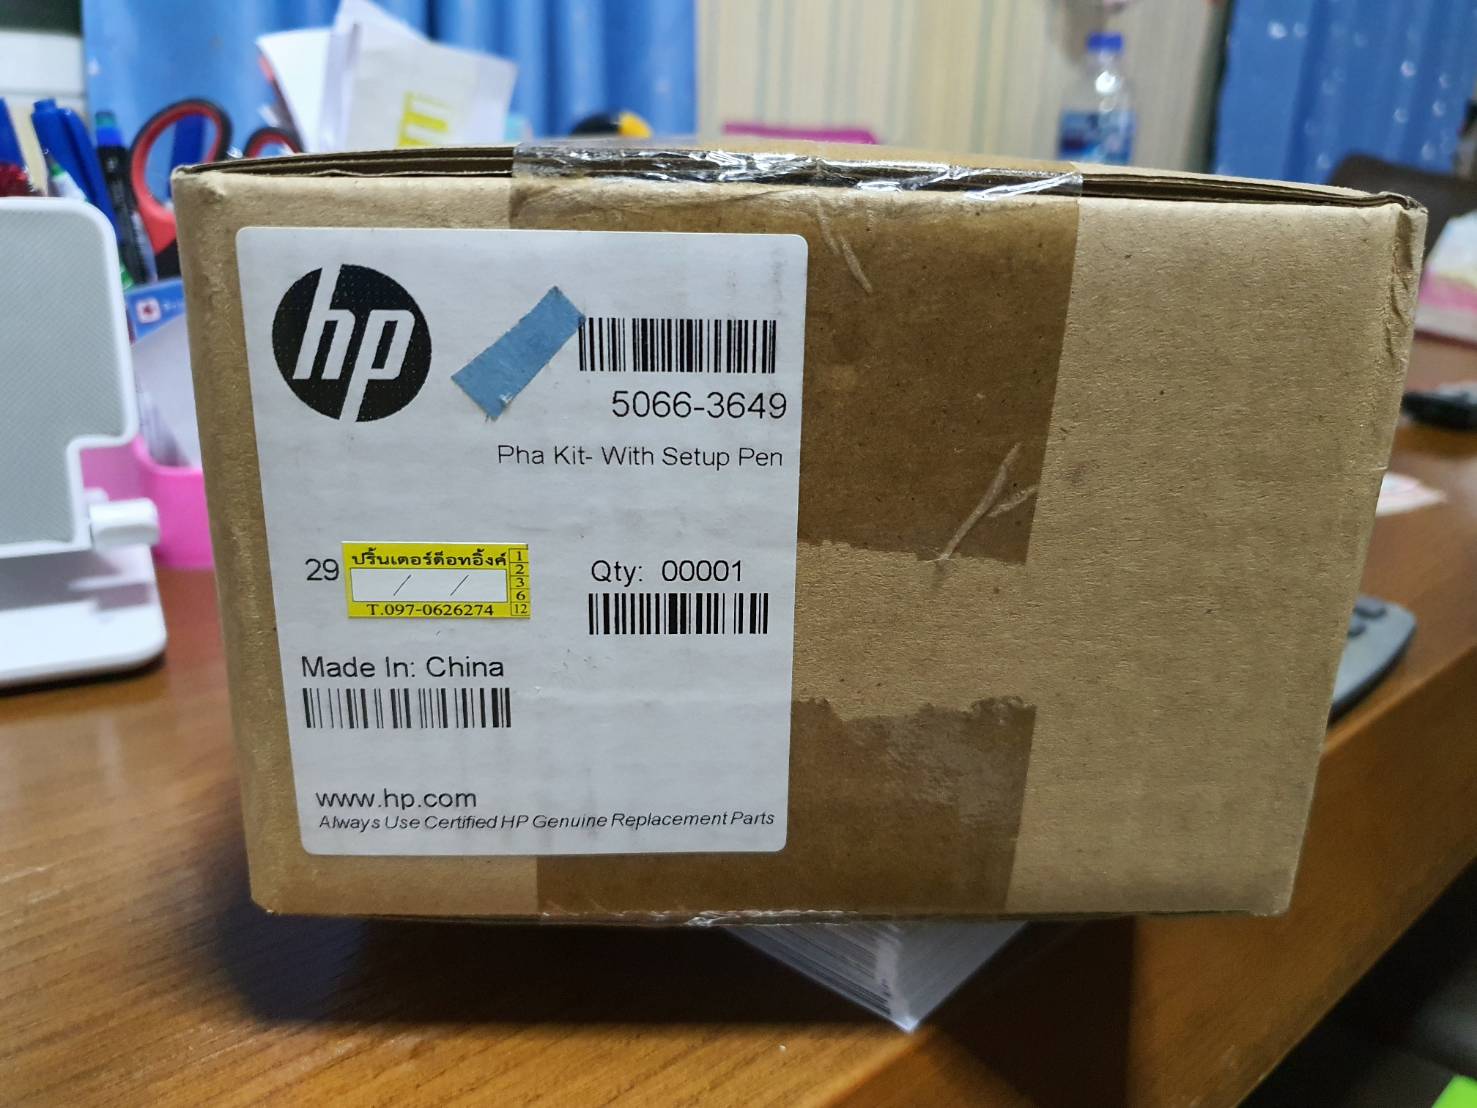 hp
5066-3649
Pha Kit- With Setup Pen
29
ปริ้นเตอร์ด็อทอิ้งค์
/ /
1
2
3
6
12
T.097-0626274
Qty: 00001
Made In: China
www.hp.com
Always Use Certified HP Genuine Replacement Parts